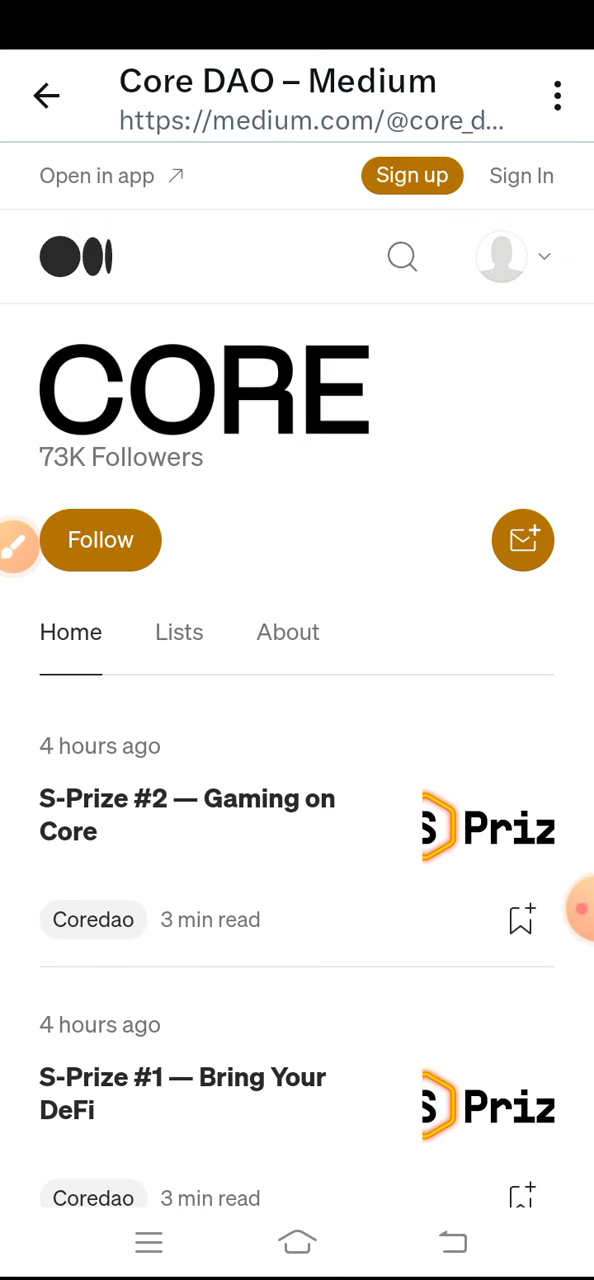 Core DAO – Medium
https://medium.com/@core_d...
Open in app
Sign up
Sign In
CORE
73K Followers
Follow
Home
Lists
About
4 hours ago
S-Prize #2 — Gaming on
Core
S Priz
Coredao
3 min read
4 hours ago
S-Prize #1 — Bring Your
DeFi
S Priz
Coredao
3 min read